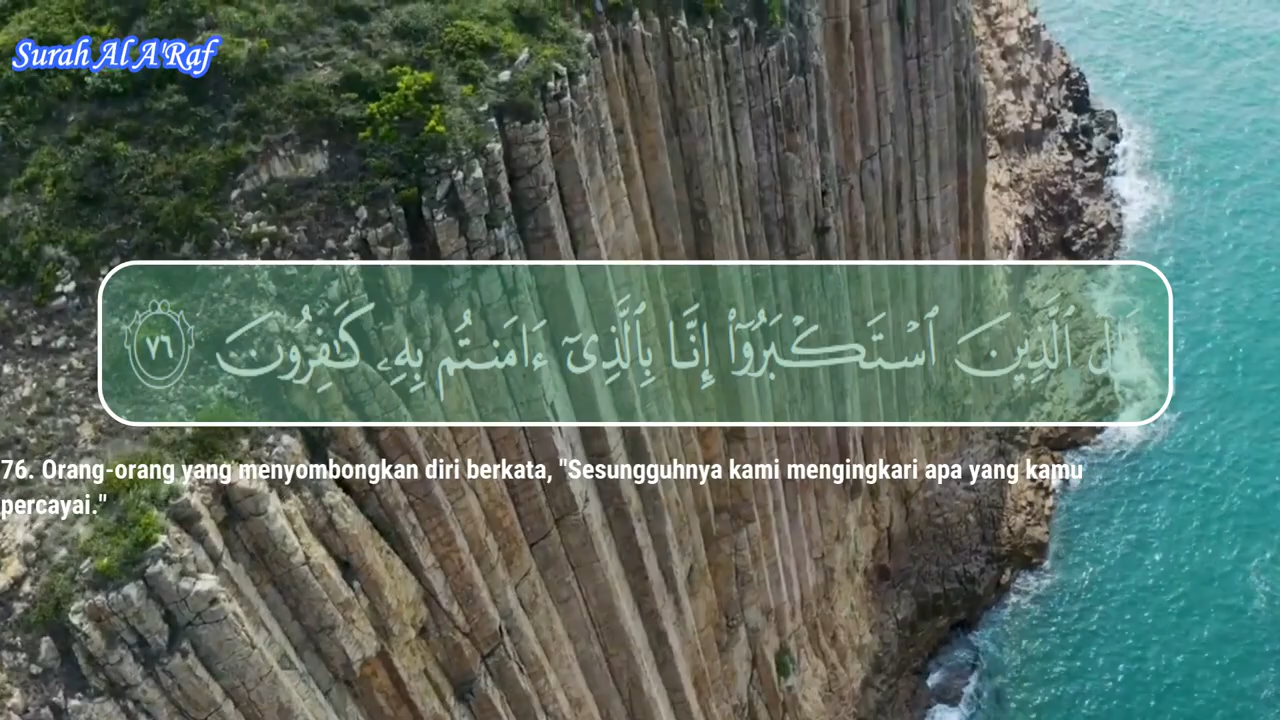 Surah Al A'Raf
قَالَ ٱلَّذِينَ ٱسْتَكْبَرُوٓا۟ إِنَّا بِٱلَّذِىٓ ءَامَنتُم بِهِۦ كَـٰفِرُونَ ٧٦
76. Orang-orang yang menyombongkan diri berkata, "Sesungguhnya kami mengingkari apa yang kamu
percayai."